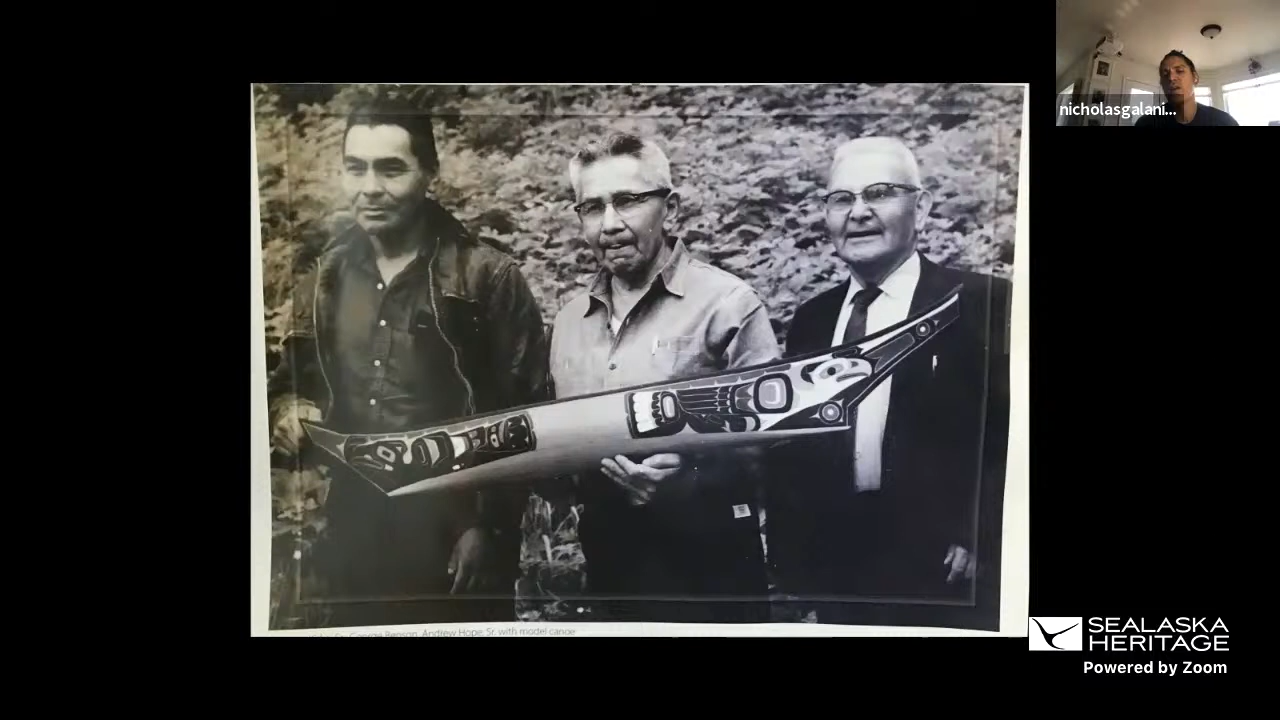 nicholasgalani...
George Benson, Andrew Hope, Sr. with model canoe
SEALASKA
HERITAGE
Powered by Zoom